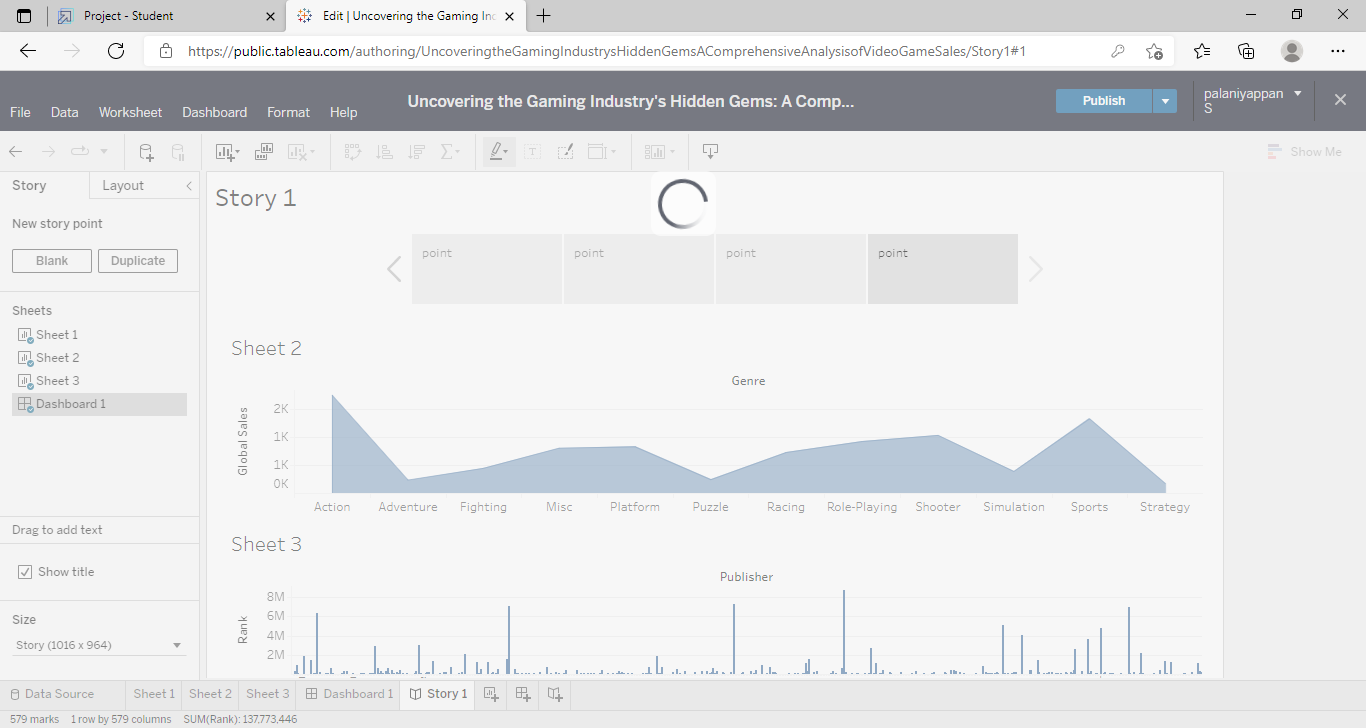 Project - Student
Edit | Uncovering the Gaming Inc
https://public.tableau.com/authoring/UncoveringtheGamingIndustrysHiddenGemsAComprehensiveAnalysisofVideoGameSales/Story1#1
File Data Worksheet Dashboard Format Help
Uncovering the Gaming Industry's Hidden Gems: A Comp...
Publish
palaniyappan
S
Show Me
Story Layout
New story point
Blank Duplicate
Sheets
Sheet 1
Sheet 2
Sheet 3
Dashboard 1
Drag to add text
Show title
Size
Story (1016 x 964)
Story 1
point point point point
Sheet 2
Genre
Global Sales
2K
1K
1K
0K
Action Adventure Fighting Misc Platform Puzzle Racing Role-Playing Shooter Simulation Sports Strategy
Sheet 3
Publisher
Rank
8M
6M
4M
2M
Data Source Sheet 1 Sheet 2 Sheet 3 Dashboard 1 Story 1
579 marks 1 row by 579 columns SUM(Rank): 137,773,446